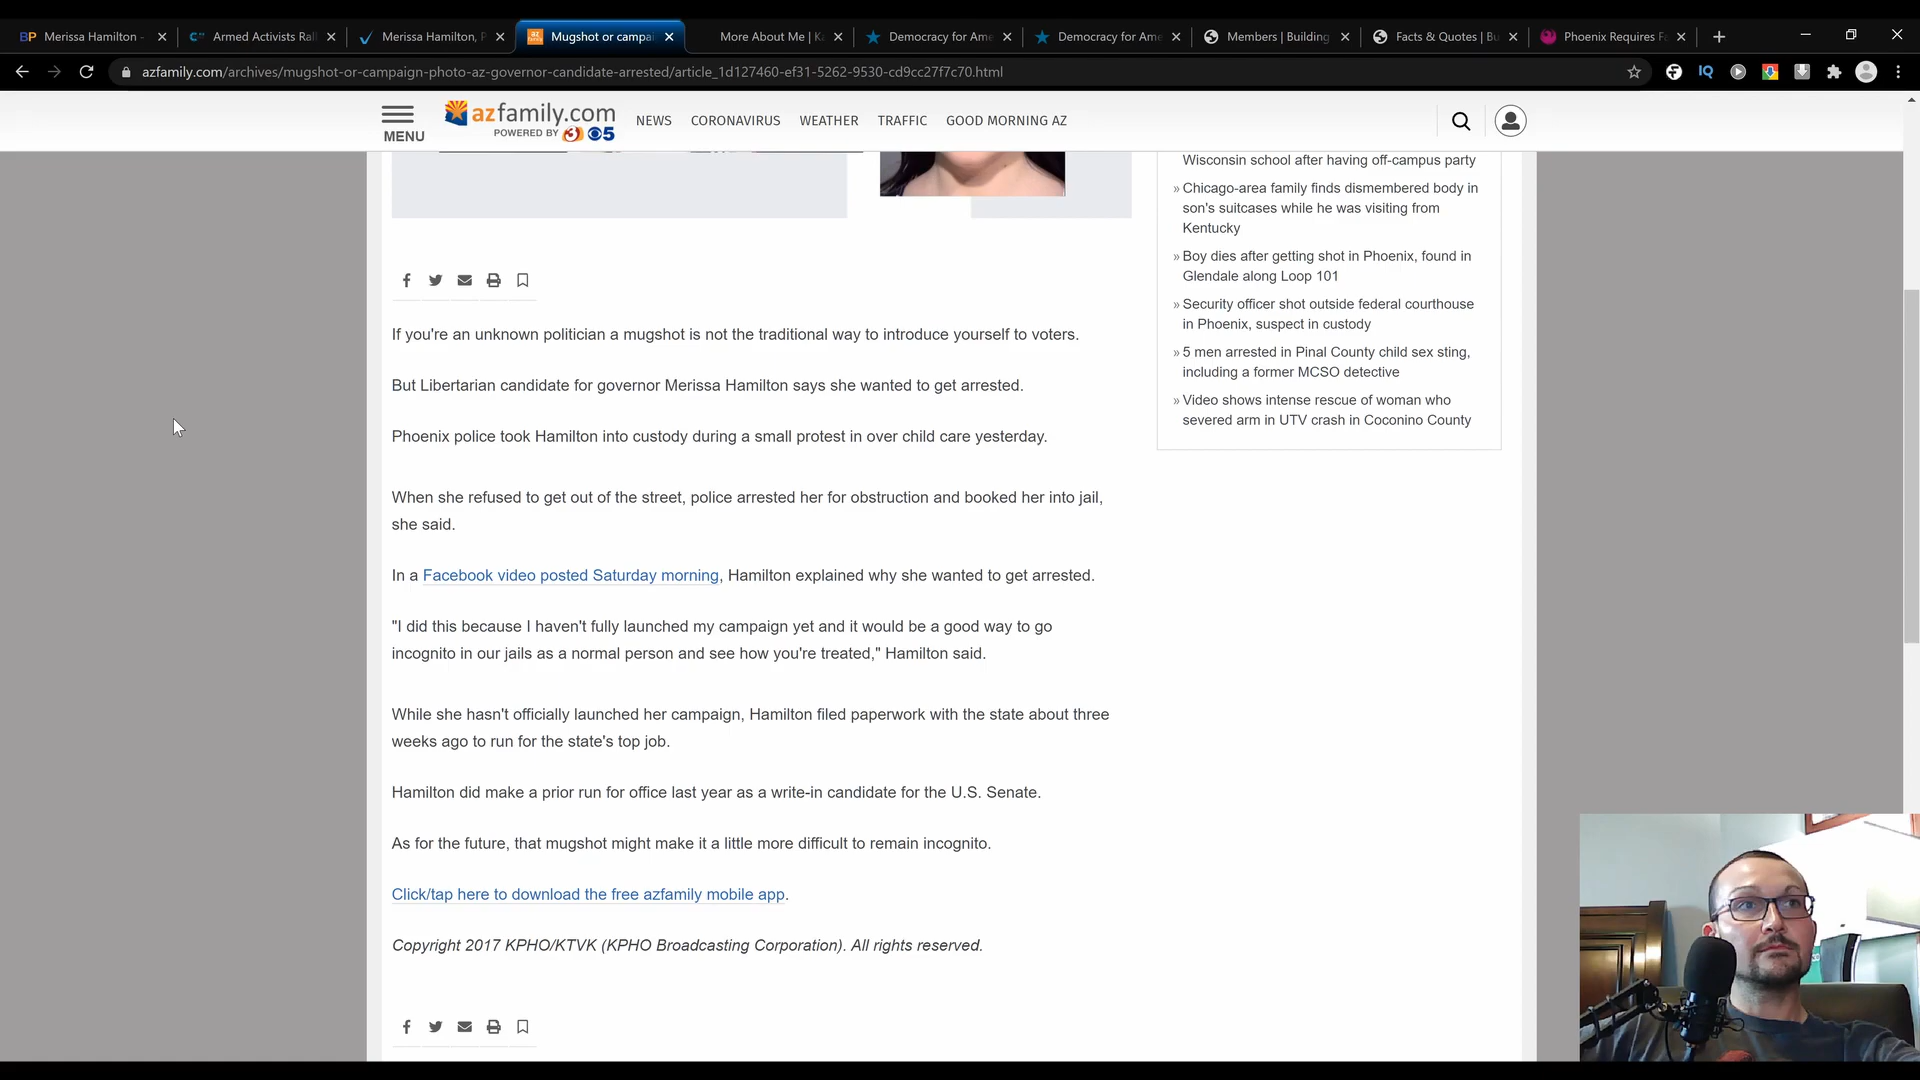 BP Merissa Hamilton -
Armed Activists Rall
Merissa Hamilton, P
Mugshot or campai
More About Me | Ka
Democracy for Ame
Democracy for Ame
Members | Building
Facts & Quotes | Bu
Phoenix Requires Fa
azfamily.com/archives/mugshot-or-campaign-photo-az-governor-candidate-arrested/article_1d127460-ef31-5262-9530-cd9cc27f7c70.html
IQ
MENU
azfamily.com
POWERED BY 3 5
NEWS CORONAVIRUS WEATHER TRAFFIC GOOD MORNING AZ
Wisconsin school after having off-campus party
» Chicago-area family finds dismembered body in
son's suitcases while he was visiting from
Kentucky
» Boy dies after getting shot in Phoenix, found in
Glendale along Loop 101
» Security officer shot outside federal courthouse
in Phoenix, suspect in custody
» 5 men arrested in Pinal County child sex sting,
including a former MCSO detective
» Video shows intense rescue of woman who
severed arm in UTV crash in Coconino County
If you're an unknown politician a mugshot is not the traditional way to introduce yourself to voters.
But Libertarian candidate for governor Merissa Hamilton says she wanted to get arrested.
Phoenix police took Hamilton into custody during a small protest in over child care yesterday.
When she refused to get out of the street, police arrested her for obstruction and booked her into jail,
she said.
In a Facebook video posted Saturday morning, Hamilton explained why she wanted to get arrested.
"I did this because I haven't fully launched my campaign yet and it would be a good way to go
incognito in our jails as a normal person and see how you're treated," Hamilton said.
While she hasn't officially launched her campaign, Hamilton filed paperwork with the state about three
weeks ago to run for the state's top job.
Hamilton did make a prior run for office last year as a write-in candidate for the U.S. Senate.
As for the future, that mugshot might make it a little more difficult to remain incognito.
Click/tap here to download the free azfamily mobile app.
Copyright 2017 KPHO/KTVK (KPHO Broadcasting Corporation). All rights reserved.